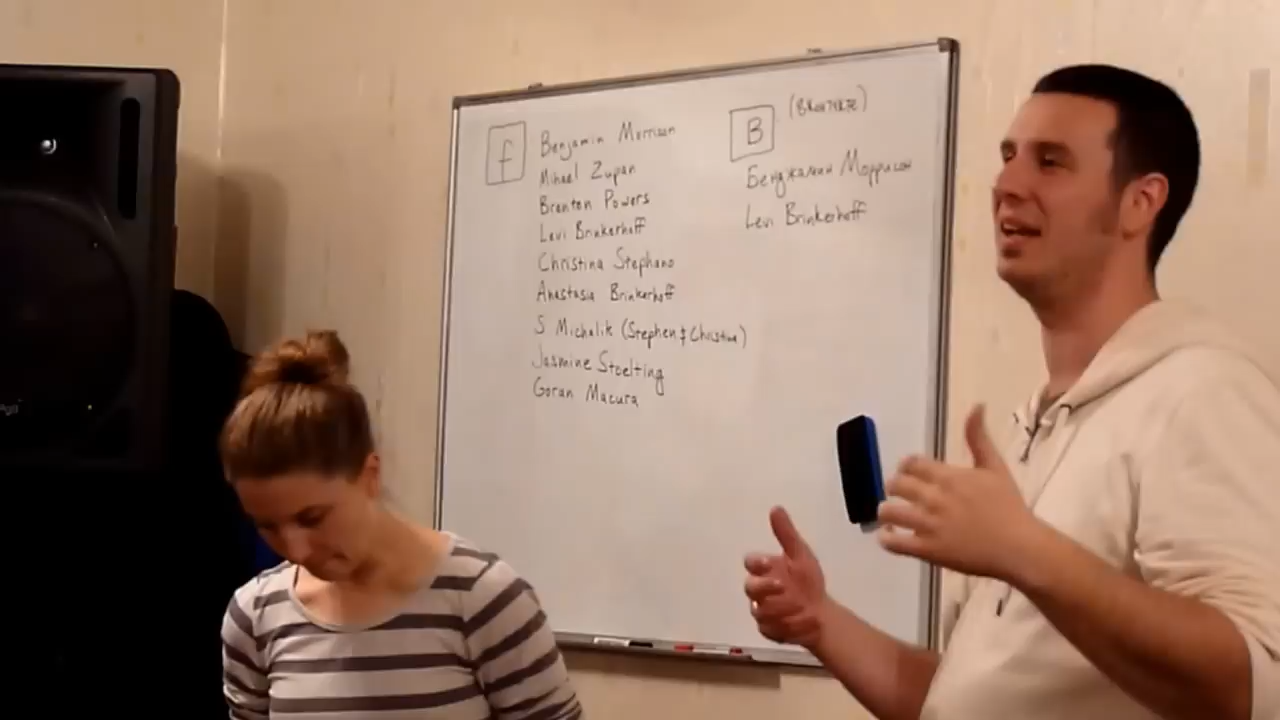 f
Benjamin Morrison
Mihael Zupan
Brenton Powers
Levi Brinkerhoff
Christina Stephano
Anastasia Brinkerhoff
S Michalik (Stephen & Christina)
Jasmine Stoelting
Goran Macura
B
(Вконтакте)
Бенджамин Моррисон
Levi Brinkerhoff